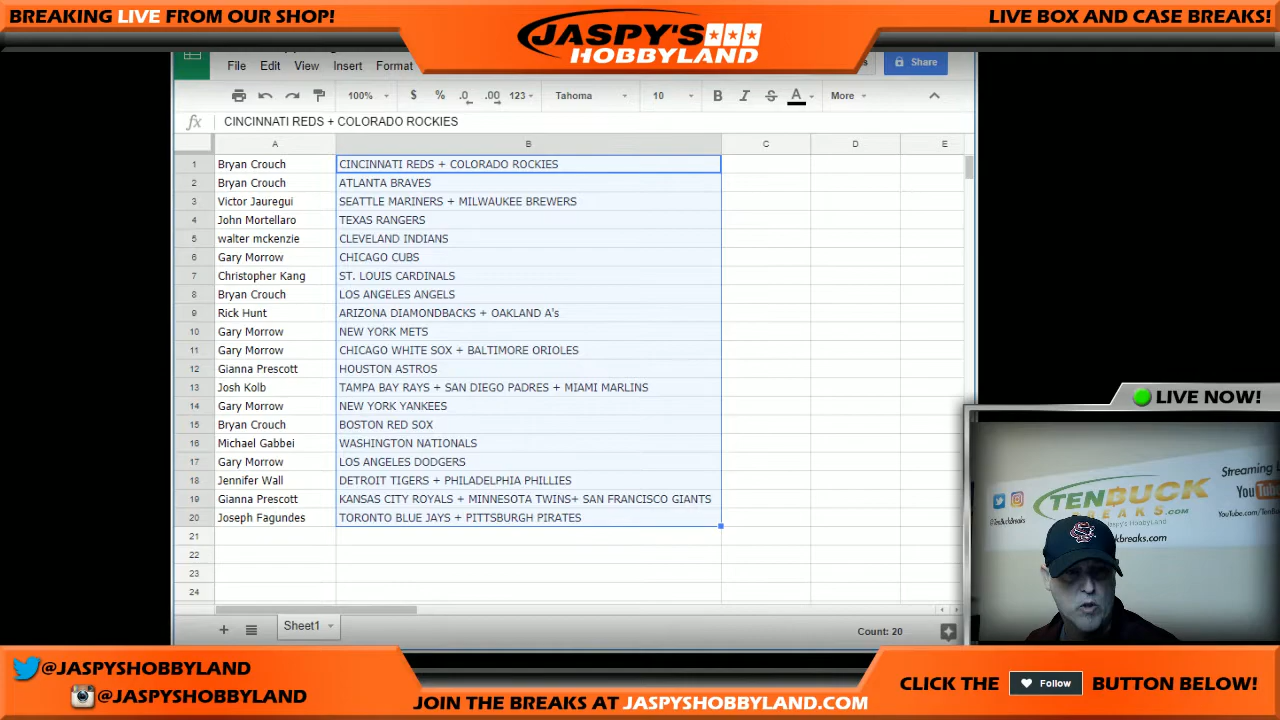 BREAKING LIVE FROM OUR SHOP!
JASPY'S
HOBBYLAND
LIVE BOX AND CASE BREAKS!
File Edit View Insert Format
Share
100% $ % .0 .00 123 Tahoma 10 B I S A More
fx CINCINNATI REDS + COLORADO ROCKIES
A B C D E
1 Bryan Crouch CINCINNATI REDS + COLORADO ROCKIES
2 Bryan Crouch ATLANTA BRAVES
3 Victor Jauregui SEATTLE MARINERS + MILWAUKEE BREWERS
4 John Mortellaro TEXAS RANGERS
5 walter mckenzie CLEVELAND INDIANS
6 Gary Morrow CHICAGO CUBS
7 Christopher Kang ST. LOUIS CARDINALS
8 Bryan Crouch LOS ANGELES ANGELS
9 Rick Hunt ARIZONA DIAMONDBACKS + OAKLAND A's
10 Gary Morrow NEW YORK METS
11 Gary Morrow CHICAGO WHITE SOX + BALTIMORE ORIOLES
12 Gianna Prescott HOUSTON ASTROS
13 Josh Kolb TAMPA BAY RAYS + SAN DIEGO PADRES + MIAMI MARLINS
14 Gary Morrow NEW YORK YANKEES
15 Bryan Crouch BOSTON RED SOX
16 Michael Gabbei WASHINGTON NATIONALS
17 Gary Morrow LOS ANGELES DODGERS
18 Jennifer Wall DETROIT TIGERS + PHILADELPHIA PHILLIES
19 Gianna Prescott KANSAS CITY ROYALS + MINNESOTA TWINS+ SAN FRANCISCO GIANTS
20 Joseph Fagundes TORONTO BLUE JAYS + PITTSBURGH PIRATES
21
22
23
24
Sheet1
Count: 20
LIVE NOW!
Streaming
You Tube
TENBUCK
BREAKS.COM
@TenBuckBreaks
YouTube.com/TenBu
@JASPYSHOBBYLAND
@JASPYSHOBBYLAND
JOIN THE BREAKS AT JASPYSHOBBYLAND.COM
CLICK THE Follow BUTTON BELOW!